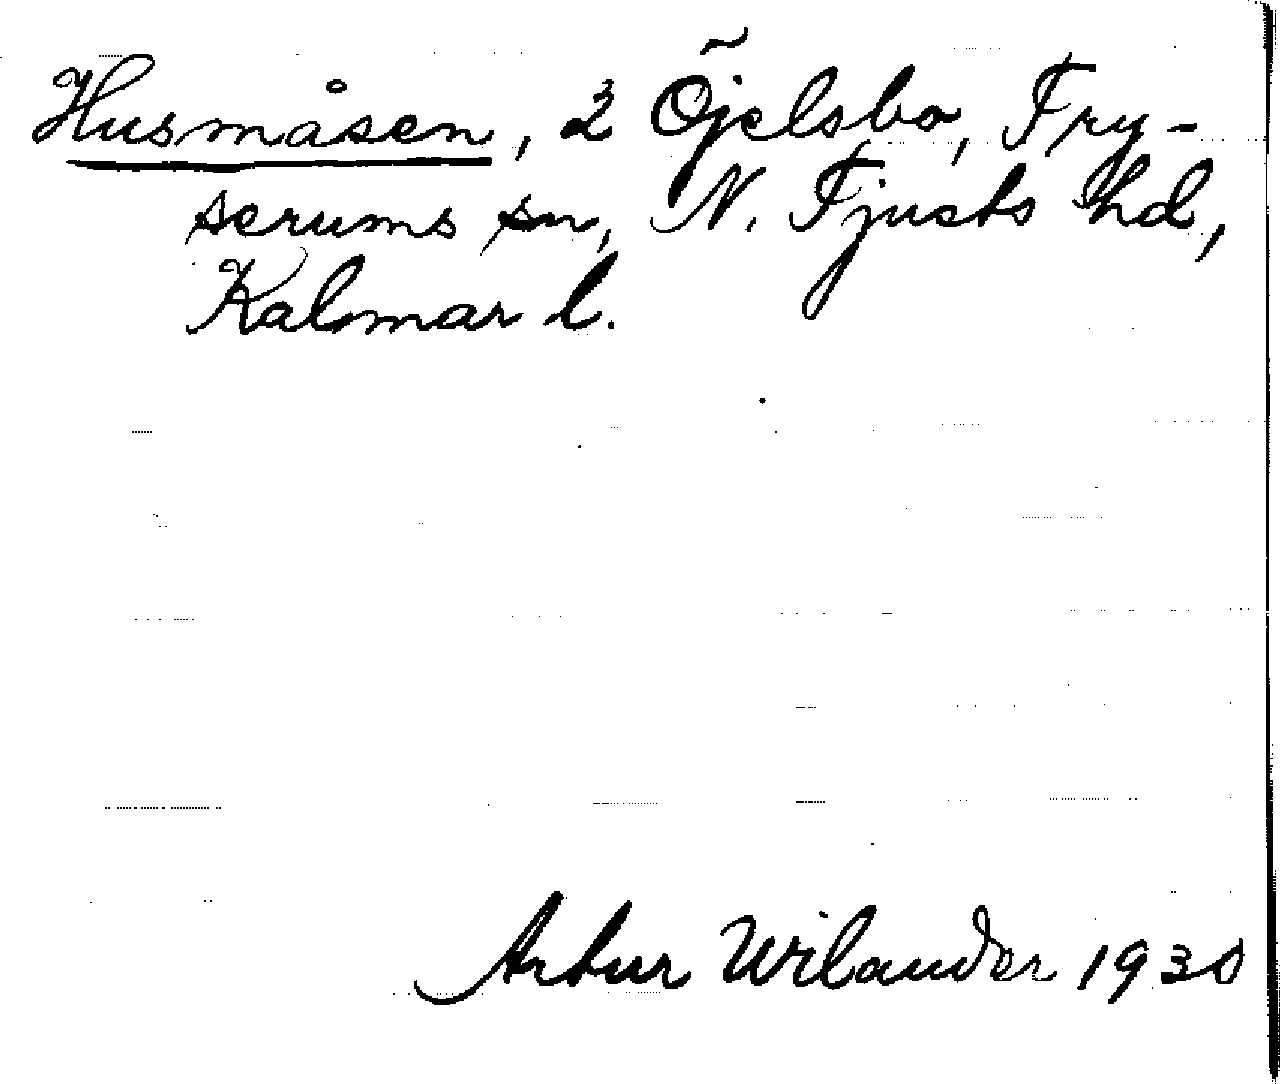 Husmåsen, 2 Öjelsbo, Fry-
serums sn, N. Tjusts hd,
Kalmar l.
Artur Wilander 1930